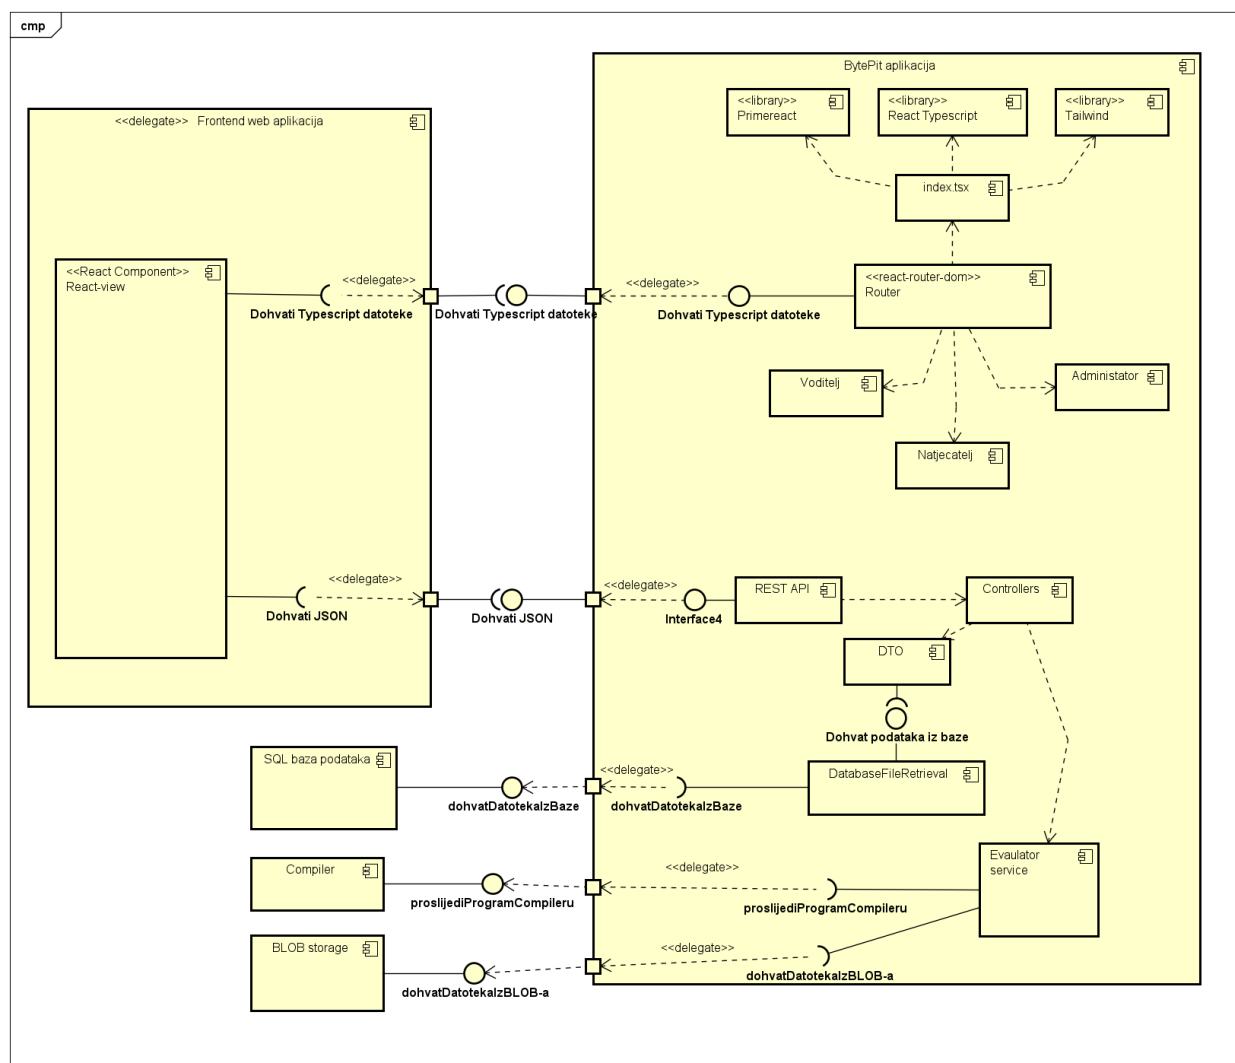 cmp
BytePit aplikacija
<<library>>
Primereact
<<library>>
React Typescript
<<library>>
Tailwind
<<delegate>> Frontend web aplikacija
index.tsx
<<React Component>>
React-view
<<delegate>>
Dohvati Typescript datoteke
Dohvati Typescript datoteke
<<delegate>>
Dohvati Typescript datoteke
<<react-router-dom>>
Router
Voditelj
Administator
Natjecatelj
<<delegate>>
Dohvati JSON
Dohvati JSON
<<delegate>>
Interface4
REST API
Controllers
DTO
Dohvat podataka iz baze
SQL baza podataka
dohvatDatotekaIzBaze
<<delegate>>
dohvatDatotekaIzBaze
DatabaseFileRetrieval
Compiler
proslijediProgramCompileru
<<delegate>>
proslijediProgramCompileru
Evaulator
service
BLOB storage
dohvatDatotekaIzBLOB-a
<<delegate>>
dohvatDatotekaIzBLOB-a